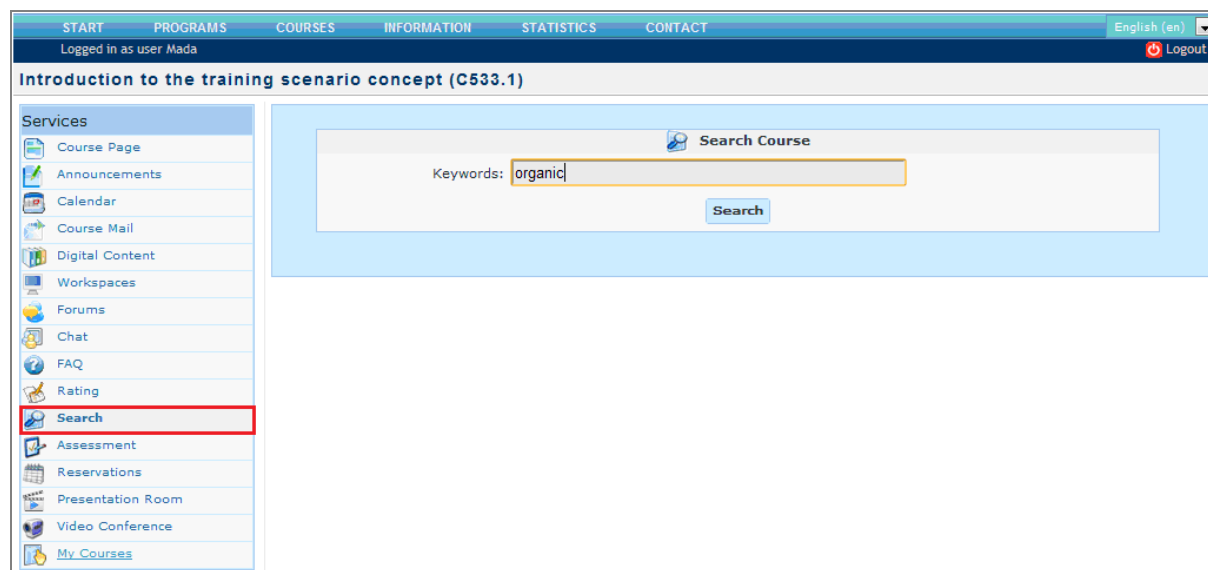 START PROGRAMS COURSES INFORMATION STATISTICS CONTACT English (en)
Logged in as user Mada Logout
Introduction to the training scenario concept (C533.1)
Services
Course Page
Announcements
Calendar
Course Mail
Digital Content
Workspaces
Forums
Chat
FAQ
Rating
Search
Assessment
Reservations
Presentation Room
Video Conference
My Courses
Search Course
Keywords: organic
Search